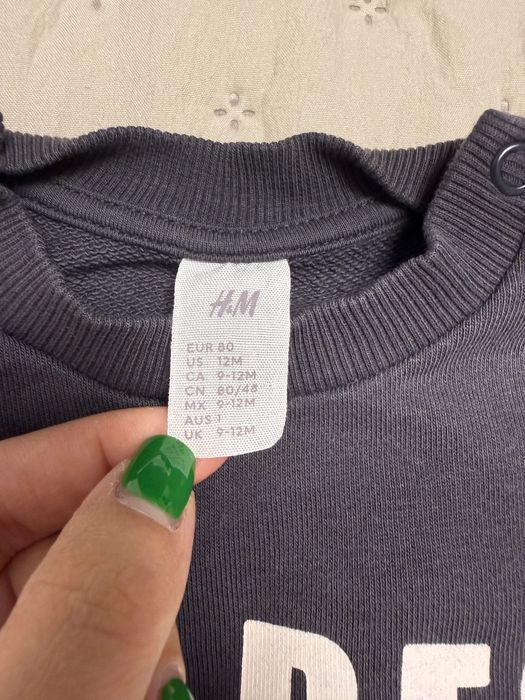 H&M
EUR 80
US 12M
CA 9-12M
CN 80/48
MX 9-12M
AUS 1
UK 9-12M